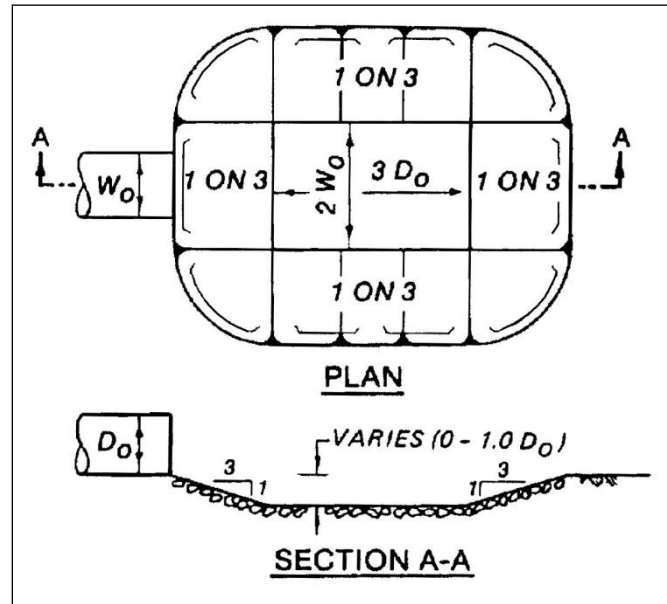 1 ON 3
A
A
W₀
1 ON 3
2 W₀
3 D₀
1 ON 3
1 ON 3
PLAN
D₀
3
1
VARIES (0 - 1.0 D₀)
3
1
SECTION A-A